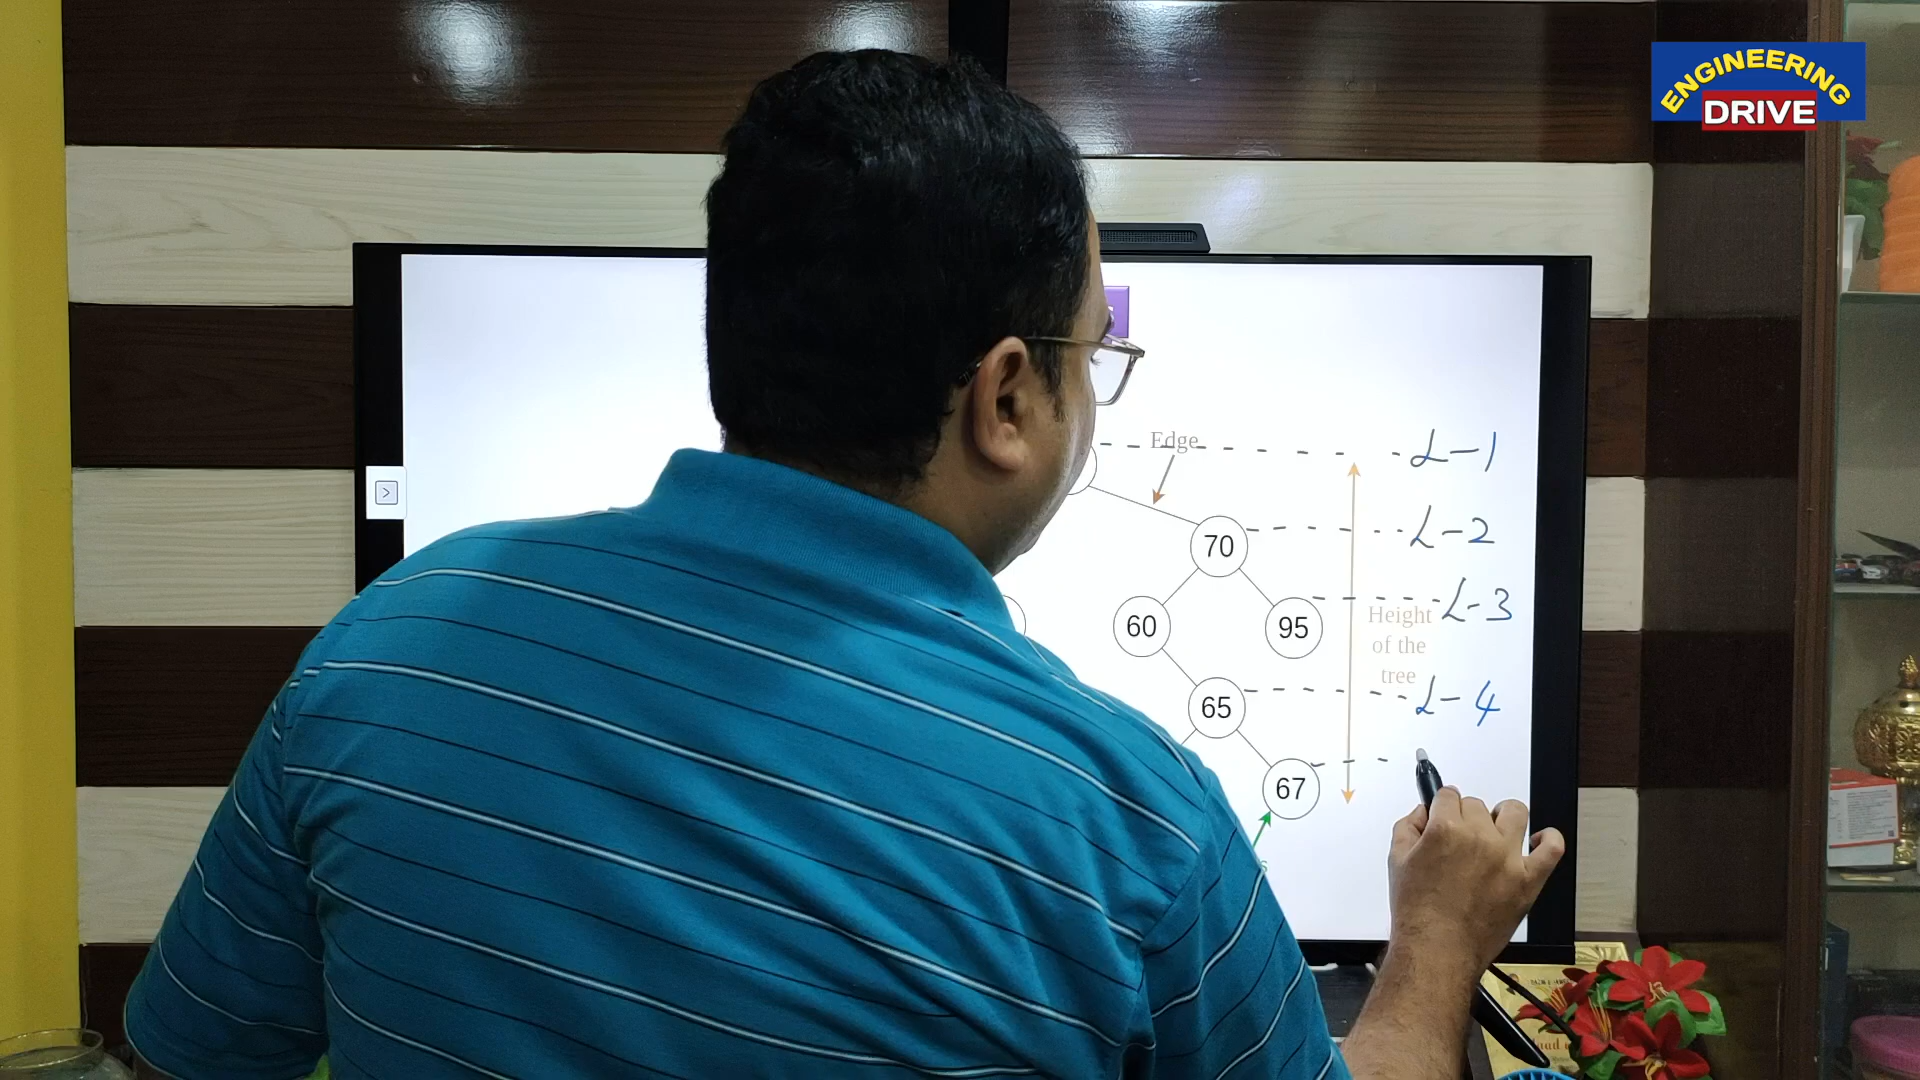 ENGINEERING
DRIVE
Edge
L-1
70
L-2
60
95
L-3
Height
of the
tree
65
L-4
67